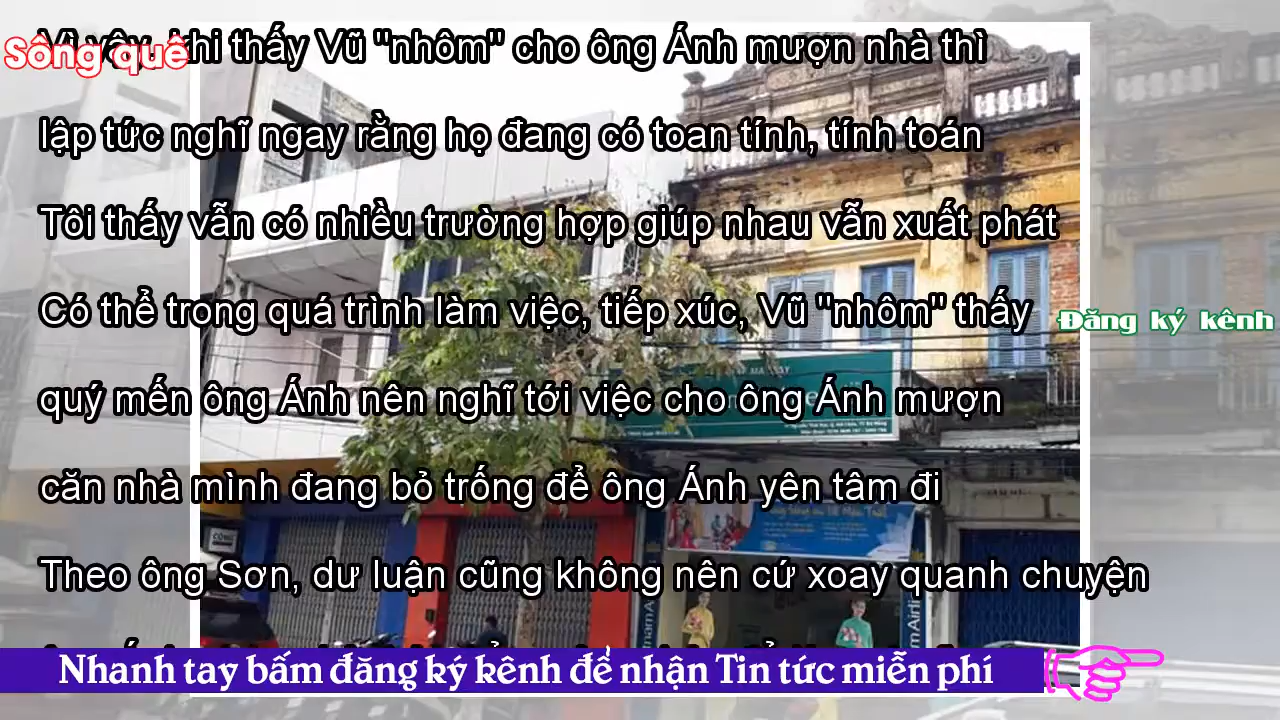 Vì vậy, khi thấy Vũ "nhôm" cho ông Ánh mượn nhà thì
Sông quê
lập tức nghĩ ngay rằng họ đang có toan tính, tính toán
Tôi thấy vẫn có nhiều trường hợp giúp nhau vẫn xuất phát
Có thể trong quá trình làm việc, tiếp xúc, Vũ "nhôm" thấy
Đăng ký kênh
quý mến ông Ánh nên nghĩ tới việc cho ông Ánh mượn
căn nhà mình đang bỏ trống để ông Ánh yên tâm đi
Theo ông Sơn, dư luận cũng không nên cứ xoay quanh chuyện
Nhanh tay bấm đăng ký kênh để nhận Tin tức miễn phí